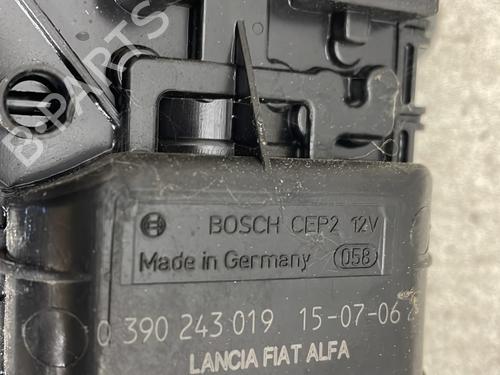 B-PARTS
BOSCH CEP2 12V
Made in Germany 058
0 390 243 019 15-07-06
LANCIA FIAT ALFA